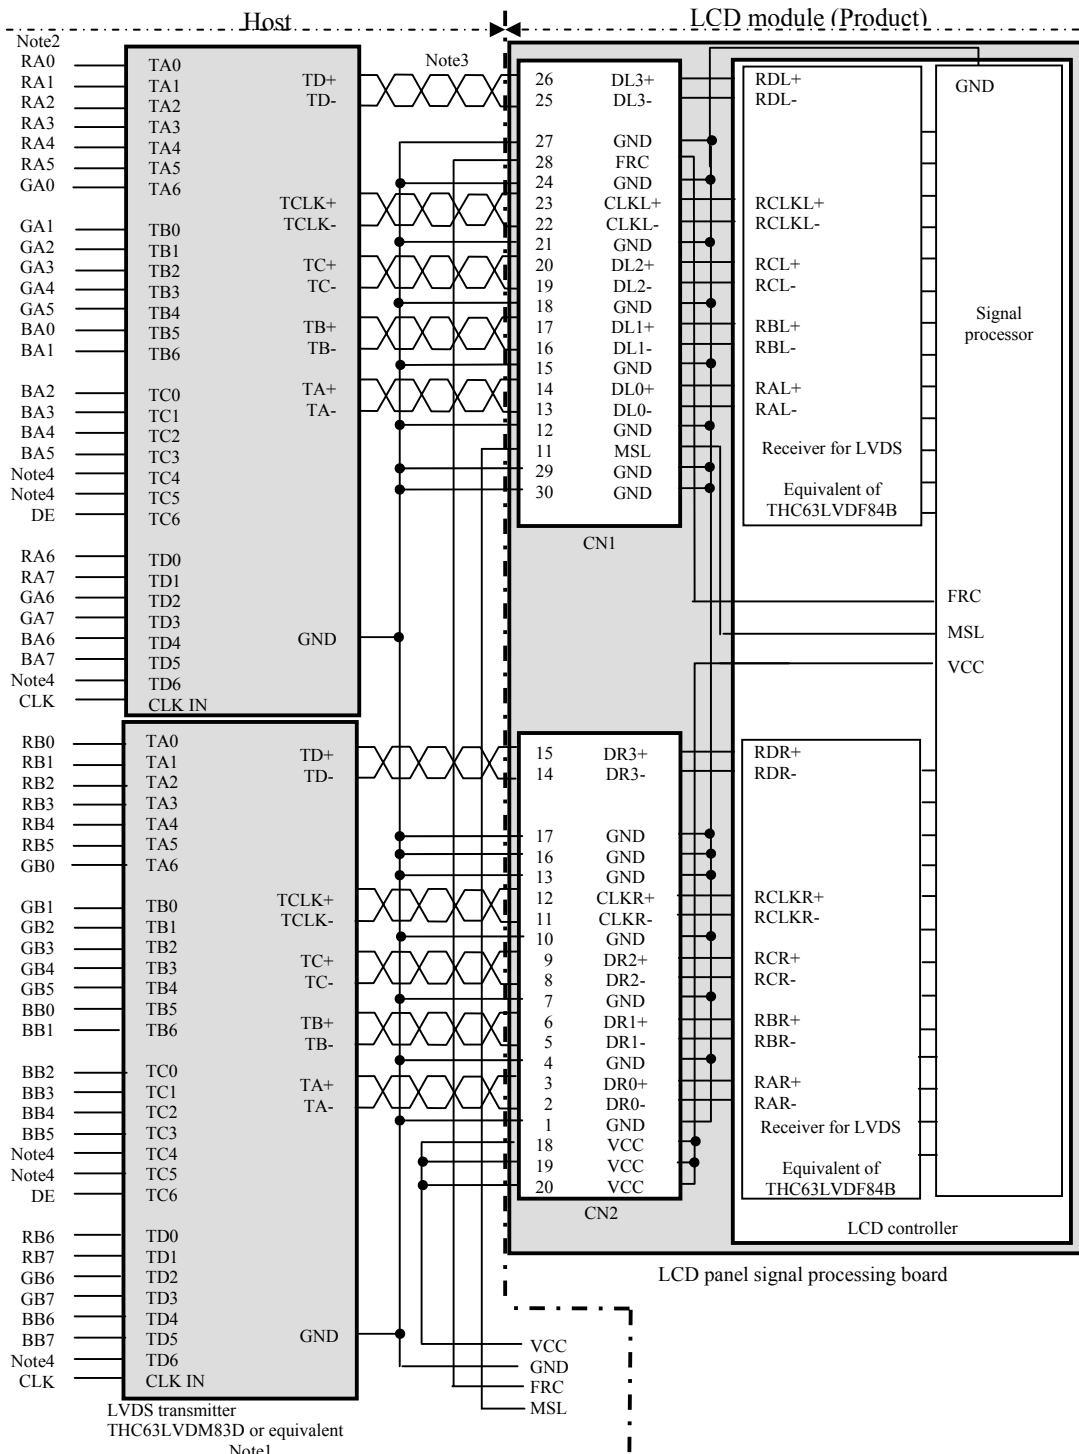 Host
LCD module (Product)
Note2
RA0
RA1
RA2
RA3
RA4
RA5
GA0
GA1
GA2
GA3
GA4
GA5
BA0
BA1
BA2
BA3
BA4
BA5
Note4
Note4
DE
RA6
RA7
GA6
GA7
BA6
BA7
Note4
CLK
TA0
TA1
TA2
TA3
TA4
TA5
TA6
TB0
TB1
TB2
TB3
TB4
TB5
TB6
TC0
TC1
TC2
TC3
TC4
TC5
TC6
TD0
TD1
TD2
TD3
TD4
TD5
TD6
CLK IN
TD+
TD-
TCLK+
TCLK-
TC+
TC-
TB+
TB-
TA+
TA-
GND
Note3
26 DL3+
25 DL3-
27 GND
28 FRC
24 GND
23 CLKL+
22 CLKL-
21 GND
20 DL2+
19 DL2-
18 GND
17 DL1+
16 DL1-
15 GND
14 DL0+
13 DL0-
12 GND
11 MSL
29 GND
30 GND
CN1
RDL+
RDL-
RCLKL+
RCLKL-
RCL+
RCL-
RBL+
RBL-
RAL+
RAL-
Receiver for LVDS
Equivalent of
THC63LVDF84B
GND
Signal
processor
FRC
MSL
VCC
RB0
RB1
RB2
RB3
RB4
RB5
GB0
GB1
GB2
GB3
GB4
GB5
BB0
BB1
BB2
BB3
BB4
BB5
Note4
Note4
DE
RB6
RB7
GB6
GB7
BB6
BB7
Note4
CLK
TA0
TA1
TA2
TA3
TA4
TA5
TA6
TB0
TB1
TB2
TB3
TB4
TB5
TB6
TC0
TC1
TC2
TC3
TC4
TC5
TC6
TD0
TD1
TD2
TD3
TD4
TD5
TD6
CLK IN
TD+
TD-
TCLK+
TCLK-
TC+
TC-
TB+
TB-
TA+
TA-
GND
15 DR3+
14 DR3-
17 GND
16 GND
13 GND
12 CLKR+
11 CLKR-
10 GND
9 DR2+
8 DR2-
7 GND
6 DR1+
5 DR1-
4 GND
3 DR0+
2 DR0-
1 GND
18 VCC
19 VCC
20 VCC
CN2
RDR+
RDR-
RCLKR+
RCLKR-
RCR+
RCR-
RBR+
RBR-
RAR+
RAR-
Receiver for LVDS
Equivalent of
THC63LVDF84B
LCD controller
LCD panel signal processing board
VCC
GND
FRC
MSL
LVDS transmitter
THC63LVDM83D or equivalent
Note1